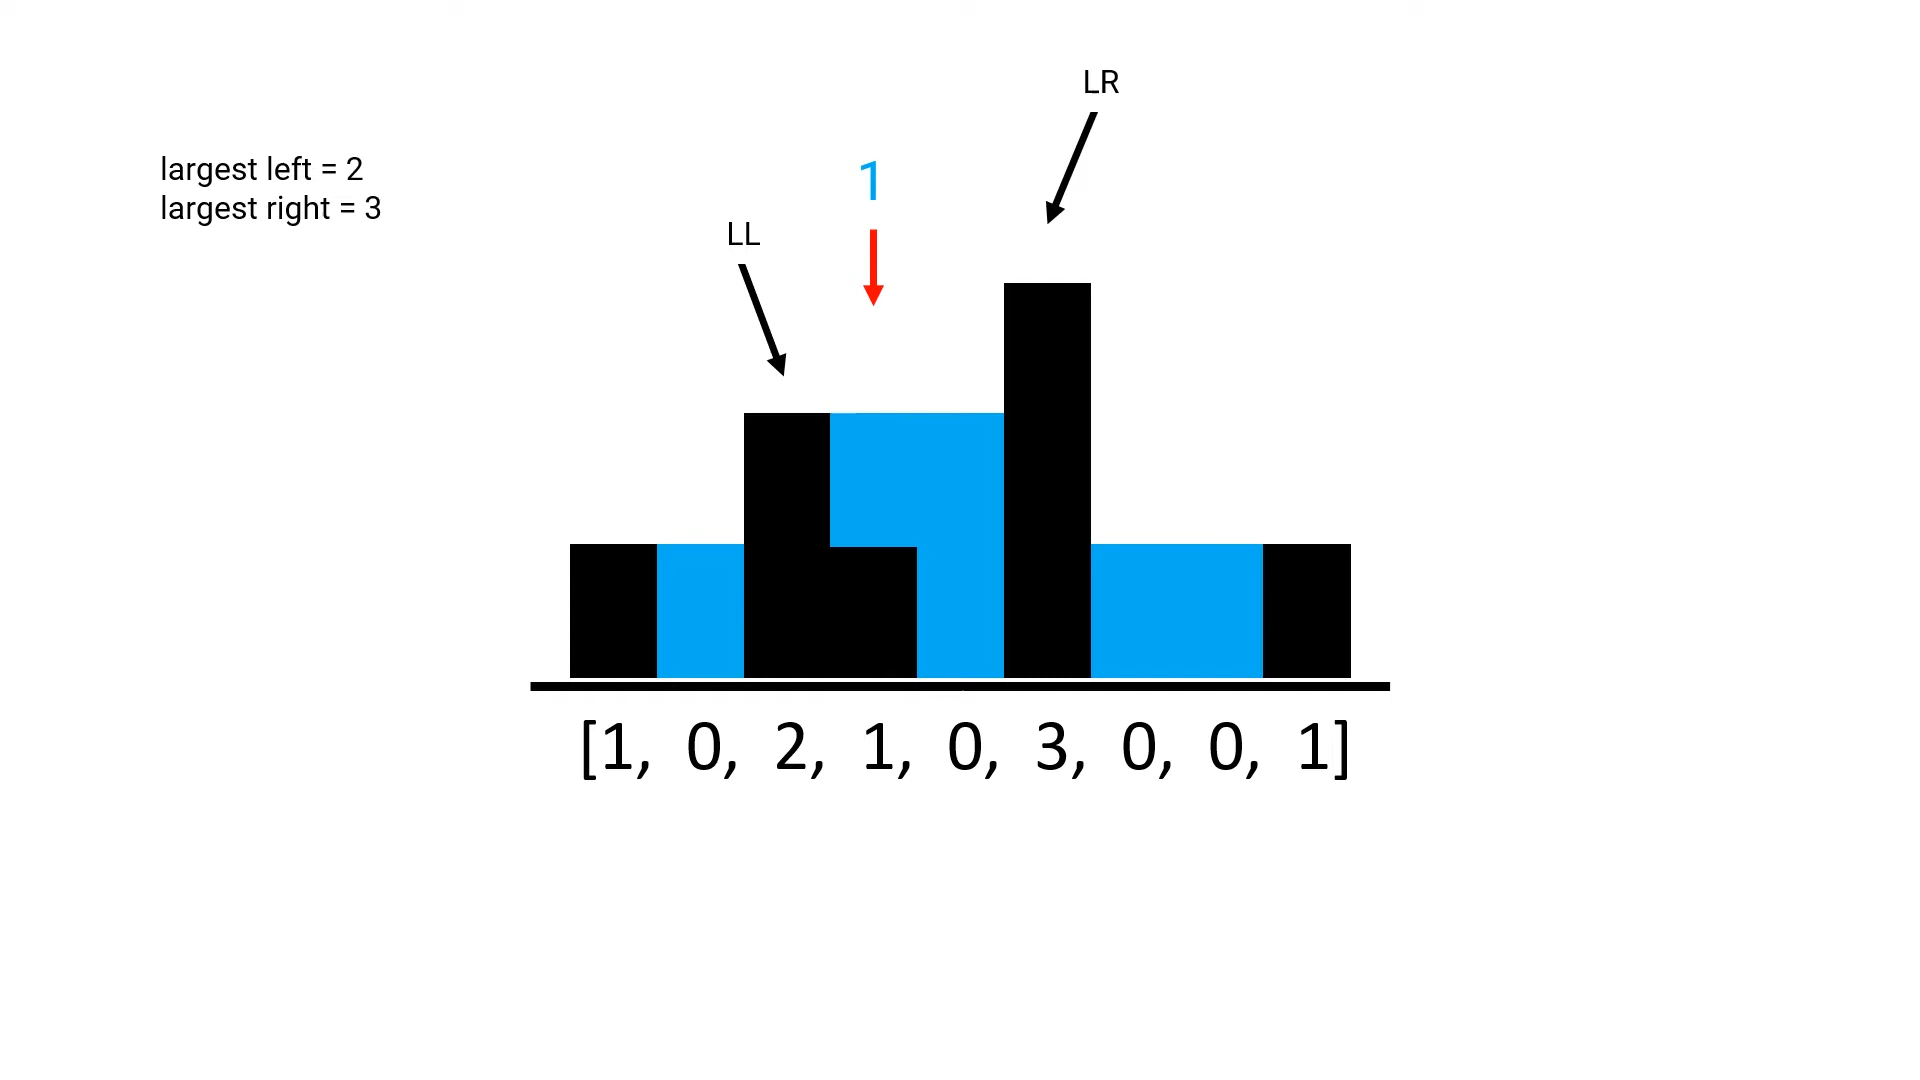 LR
largest left = 2
largest right = 3
1
LL
[1, 0, 2, 1, 0, 3, 0, 0, 1]